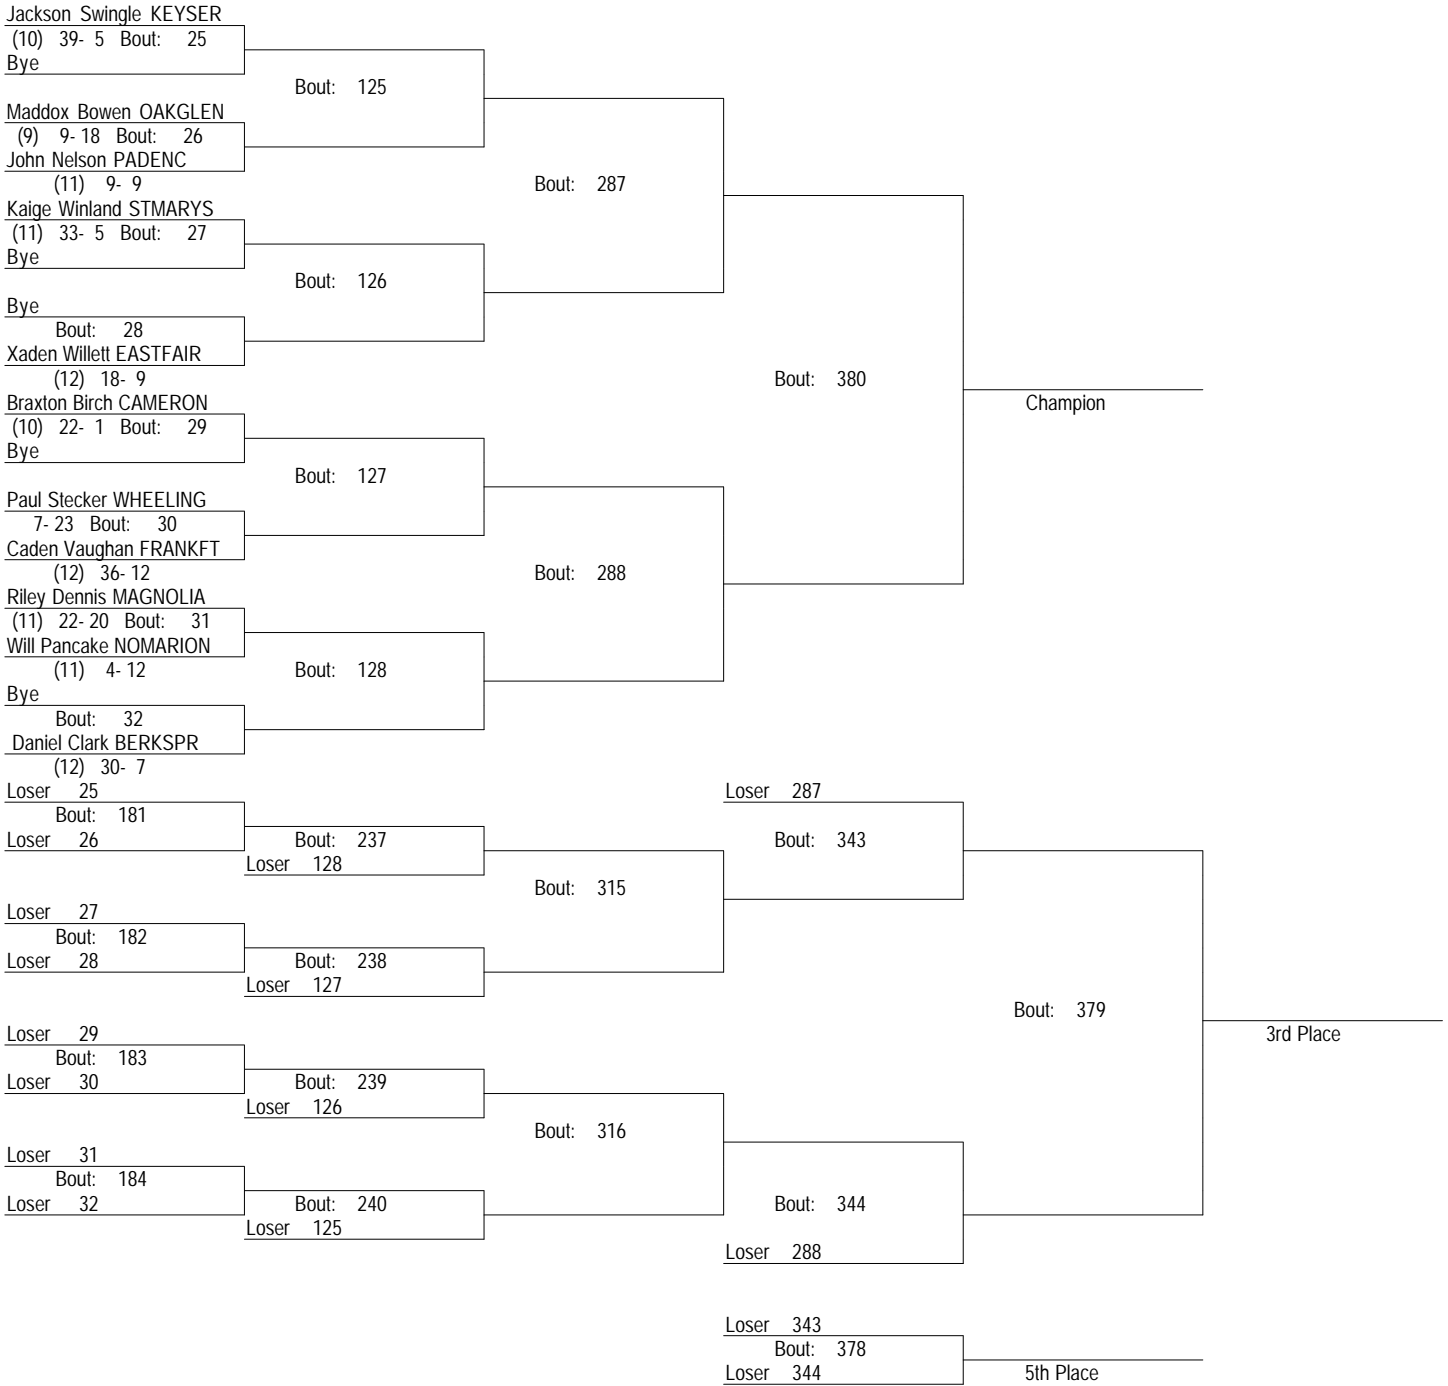 Jackson Swingle KEYSER
(10) 39- 5 Bout: 25
Bye
Bout: 125
Maddox Bowen OAKGLEN
(9) 9- 18 Bout: 26
John Nelson PADENC
(11) 9- 9
Bout: 287
Kaige Winland STMARYS
(11) 33- 5 Bout: 27
Bye
Bout: 126
Bye
Bout: 28
Xaden Willett EASTFAIR
(12) 18- 9
Bout: 380
Champion
Braxton Birch CAMERON
(10) 22- 1 Bout: 29
Bye
Bout: 127
Paul Stecker WHEELING
7- 23 Bout: 30
Caden Vaughan FRANKFT
(12) 36- 12
Bout: 288
Riley Dennis MAGNOLIA
(11) 22- 20 Bout: 31
Will Pancake NOMARION
(11) 4- 12
Bout: 128
Bye
Bout: 32
Daniel Clark BERKSPR
(12) 30- 7
Loser 25
Bout: 181
Loser 26
Bout: 237
Loser 128
Loser 287
Bout: 343
Bout: 315
Loser 27
Bout: 182
Loser 28
Bout: 238
Loser 127
Bout: 379
3rd Place
Loser 29
Bout: 183
Loser 30
Bout: 239
Loser 126
Bout: 316
Loser 31
Bout: 184
Loser 32
Bout: 240
Loser 125
Bout: 344
Loser 288
Loser 343
Bout: 378
Loser 344
5th Place